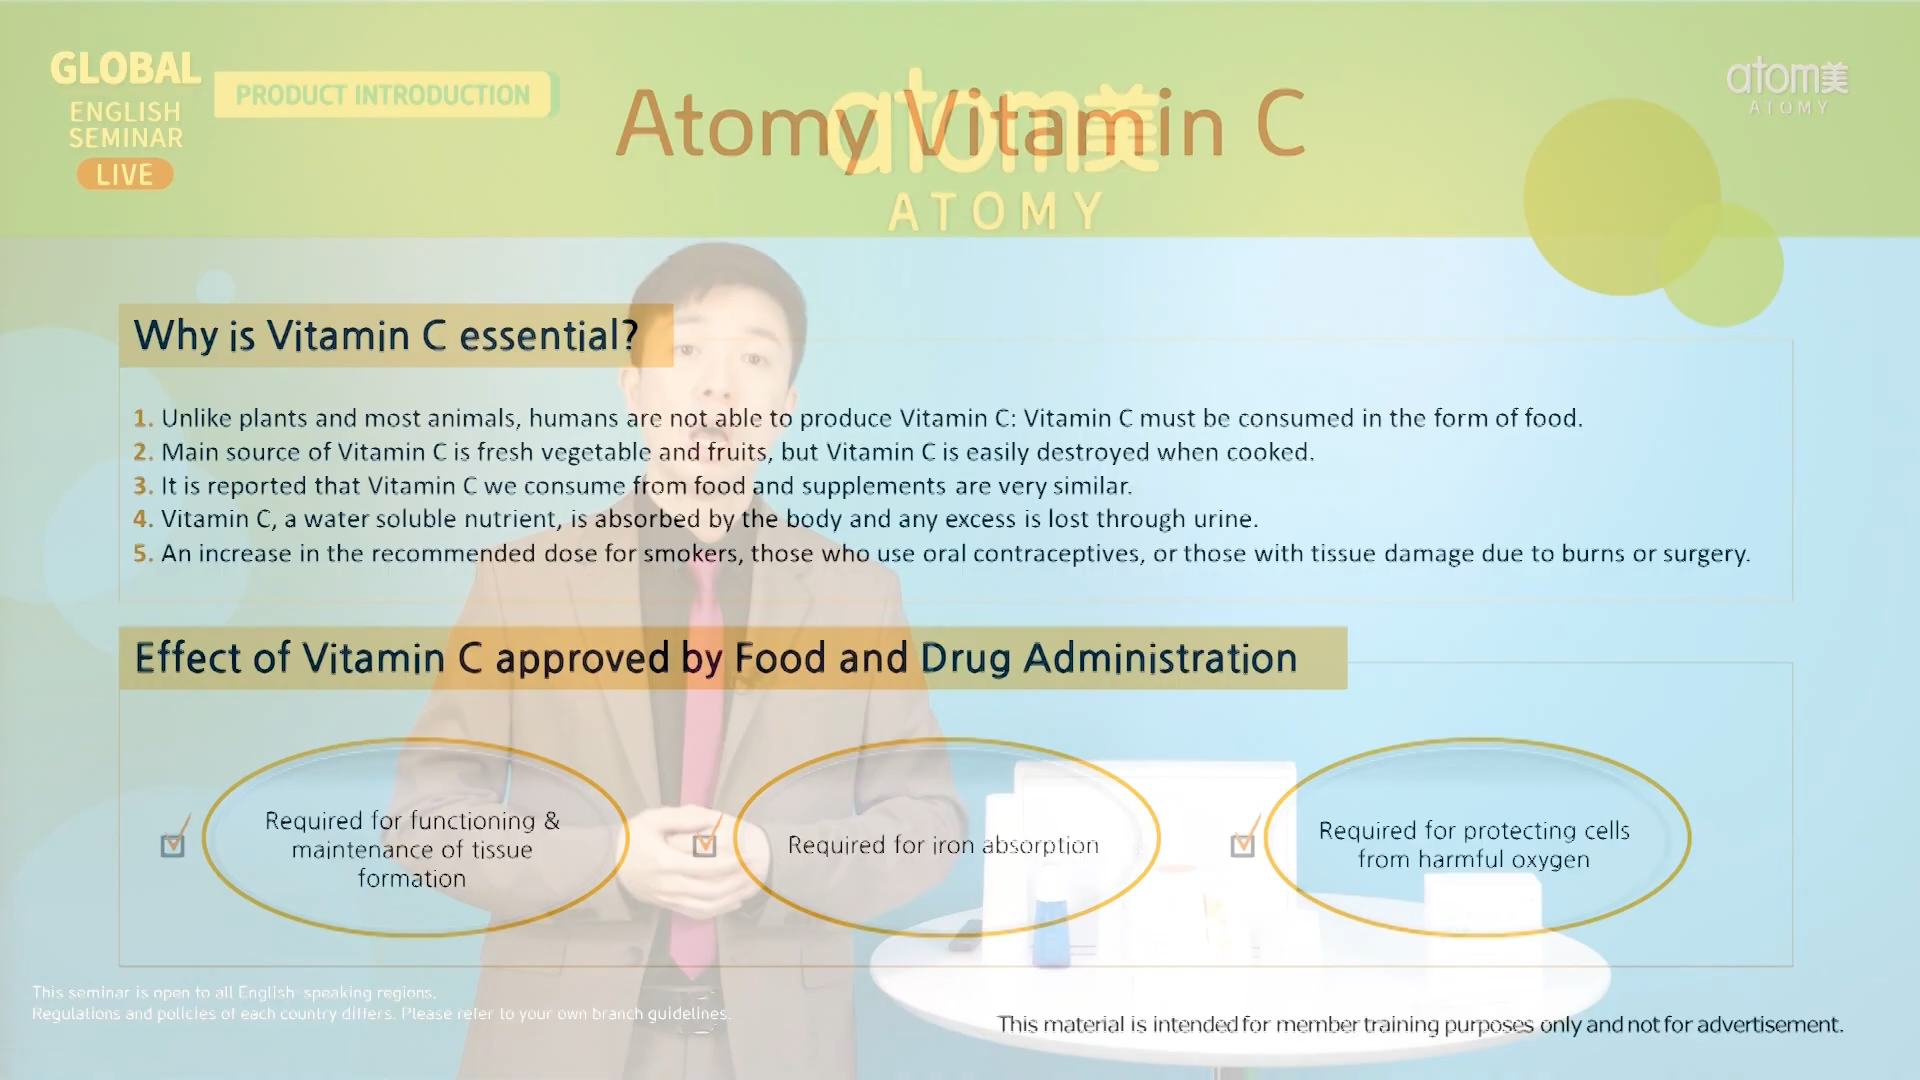 GLOBAL
ENGLISH
SEMINAR
LIVE
PRODUCT INTRODUCTION
Atomy Vitamin C
atom美
ATOMY
atom美
ATOMY
Why is Vitamin C essential?
1. Unlike plants and most animals, humans are not able to produce Vitamin C: Vitamin C must be consumed in the form of food.
2. Main source of Vitamin C is fresh vegetable and fruits, but Vitamin C is easily destroyed when cooked.
3. It is reported that Vitamin C we consume from food and supplements are very similar.
4. Vitamin C, a water soluble nutrient, is absorbed by the body and any excess is lost through urine.
5. An increase in the recommended dose for smokers, those who use oral contraceptives, or those with tissue damage due to burns or surgery.
Effect of Vitamin C approved by Food and Drug Administration
Required for functioning &
maintenance of tissue
formation
Required for iron absorption
Required for protecting cells
from harmful oxygen
This seminar is open to all English speaking regions.
Regulations and policies of each country differs. Please refer to your own branch guidelines.
This material is intended for member training purposes only and not for advertisement.